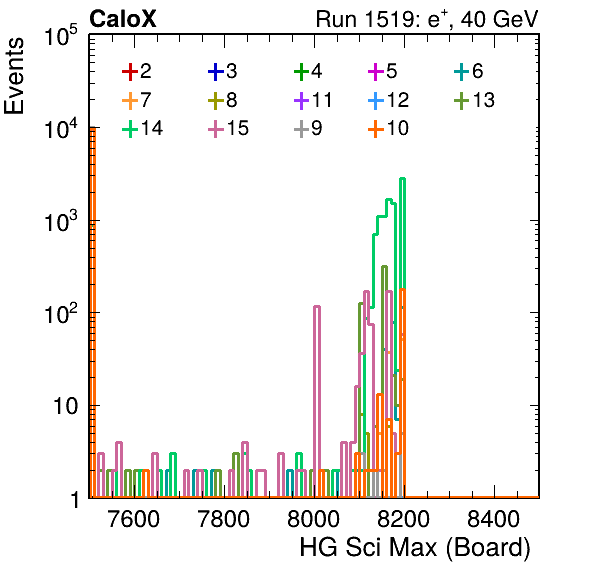 CaloX Run 1519: e⁺, 40 GeV
Events
10⁵
10⁴
10³
10²
10
1
2 3 4 5 6
7 8 11 12 13
14 15 9 10
7600 7800 8000 8200 8400
HG Sci Max (Board)